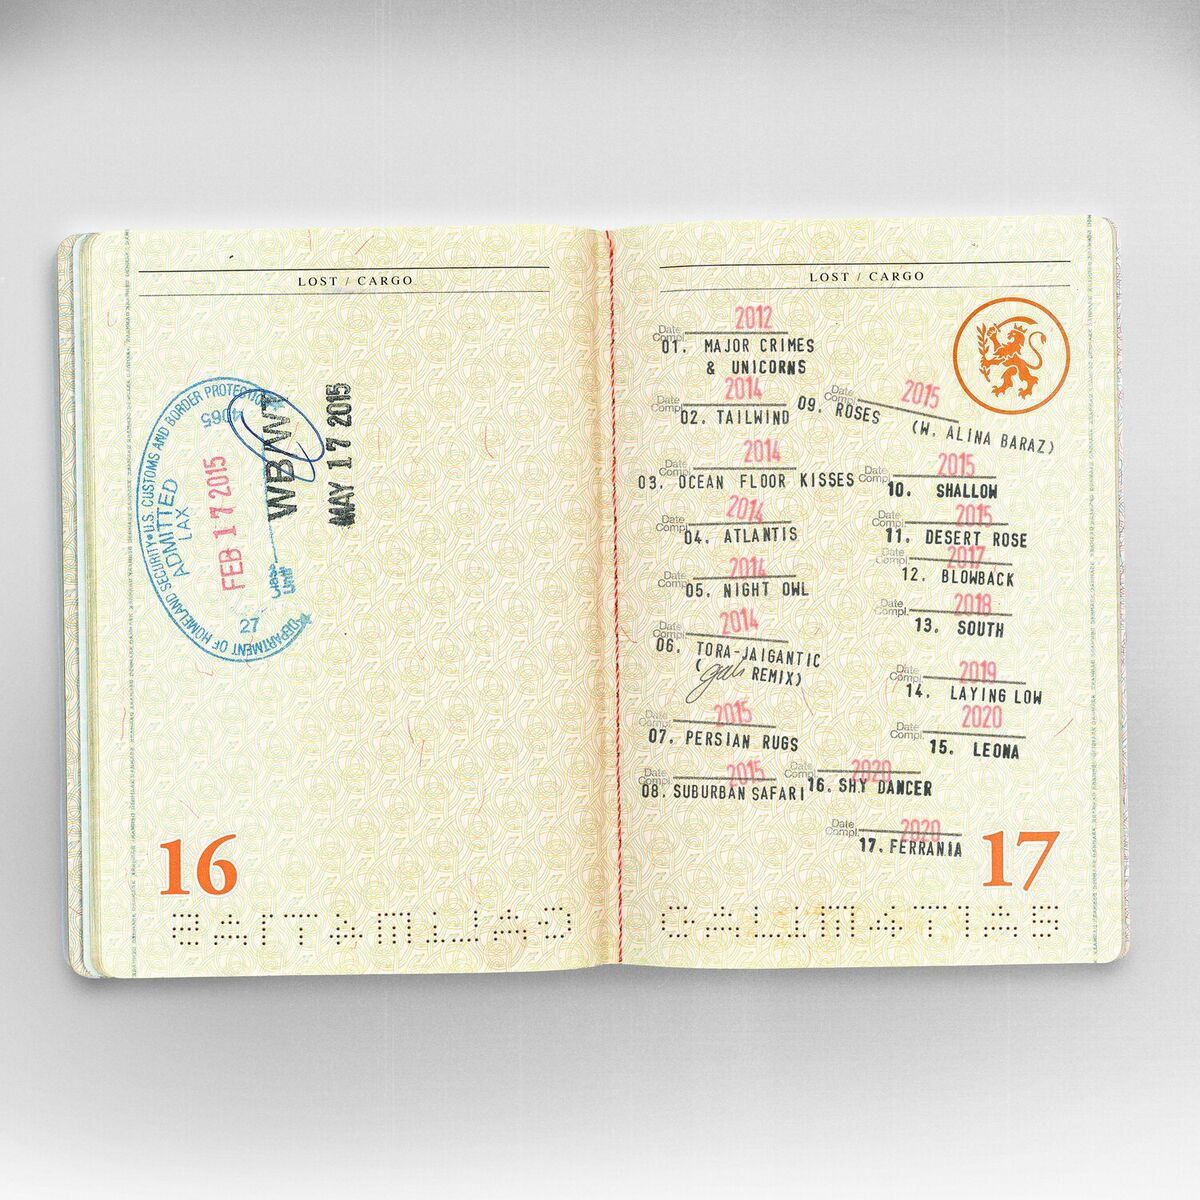 LOST / CARGO
DEPARTMENT OF HOMELAND SECURITY • U.S. CUSTOMS AND BORDER PROTECTION
ADMITTED
LAX
FEB 17 2015
27
WB/WT
MAY 17 2015
16
GALIMATIAS
LOST / CARGO
Date Compl. 2012
01. MAJOR CRIMES
& UNICORNS
Date Compl. 2014
02. TAILWIND
Date Compl. 2014
03. OCEAN FLOOR KISSES
Date Compl. 2014
04. ATLANTIS
Date Compl. 2014
05. NIGHT OWL
Date Compl. 2014
06. TORA-JAIGANTIC
(gali REMIX)
Date Compl. 2015
07. PERSIAN RUGS
Date Compl. 2015
08. SUBURBAN SAFARI
Date Compl. 2015
09. ROSES
(W. ALINA BARAZ)
Date Compl. 2015
10. SHALLOW
Date Compl. 2015
11. DESERT ROSE
Date Compl. 2017
12. BLOWBACK
Date Compl. 2018
13. SOUTH
Date Compl. 2019
14. LAYING LOW
Date Compl. 2020
15. LEONA
Date Compl. 2020
16. SHY DANCER
Date Compl. 2020
17. FERRANIA
17
GALIMATIAS